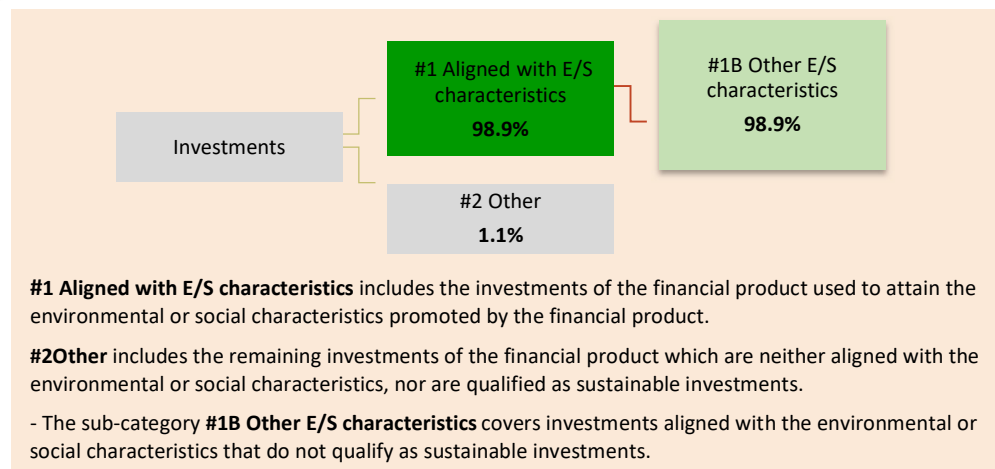 #1 Aligned with E/S
characteristics
98.9%
#1B Other E/S
characteristics
98.9%
Investments
#2 Other
1.1%
#1 Aligned with E/S characteristics includes the investments of the financial product used to attain the
environmental or social characteristics promoted by the financial product.
#2Other includes the remaining investments of the financial product which are neither aligned with the
environmental or social characteristics, nor are qualified as sustainable investments.
- The sub-category #1B Other E/S characteristics covers investments aligned with the environmental or
social characteristics that do not qualify as sustainable investments.